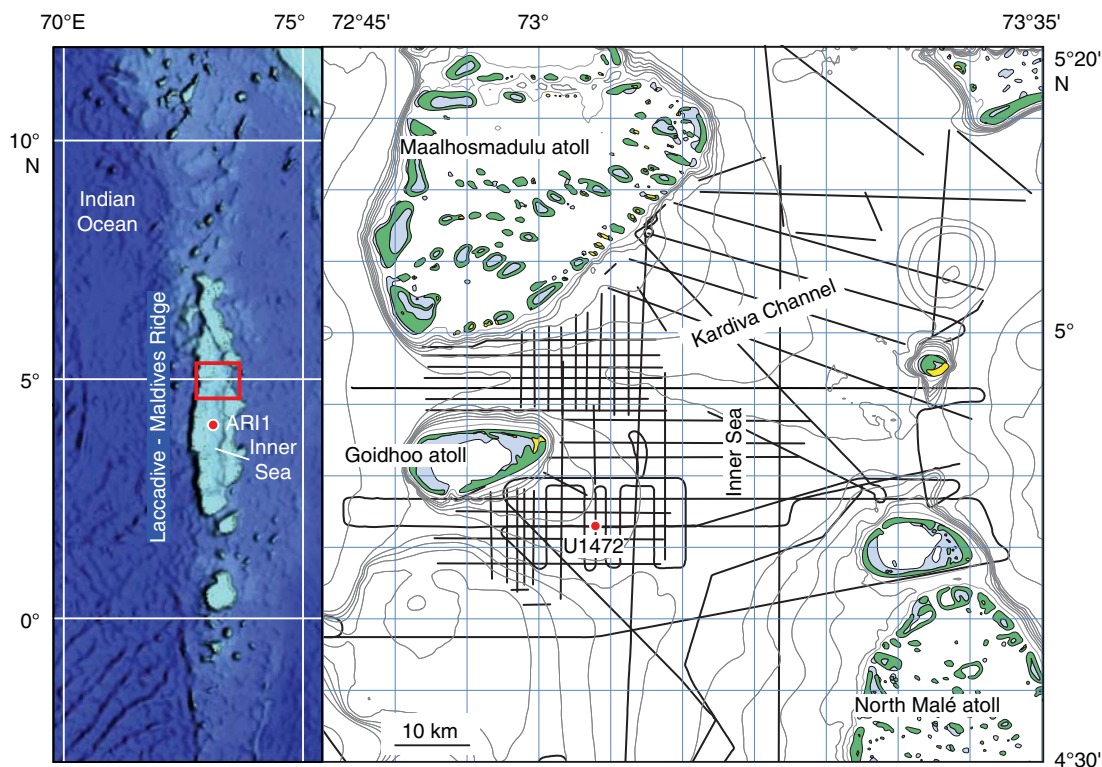 70°E
75°
72°45'
73°
73°35'
5°20'
N
10°
N
Maalhosmadulu atoll
Indian
Ocean
Kardiva Channel
5°
Laccadive - Maldives Ridge
5°
ARI1
Inner
Sea
Goidhoo atoll
Inner Sea
U1472
0°
North Malé atoll
10 km
4°30'